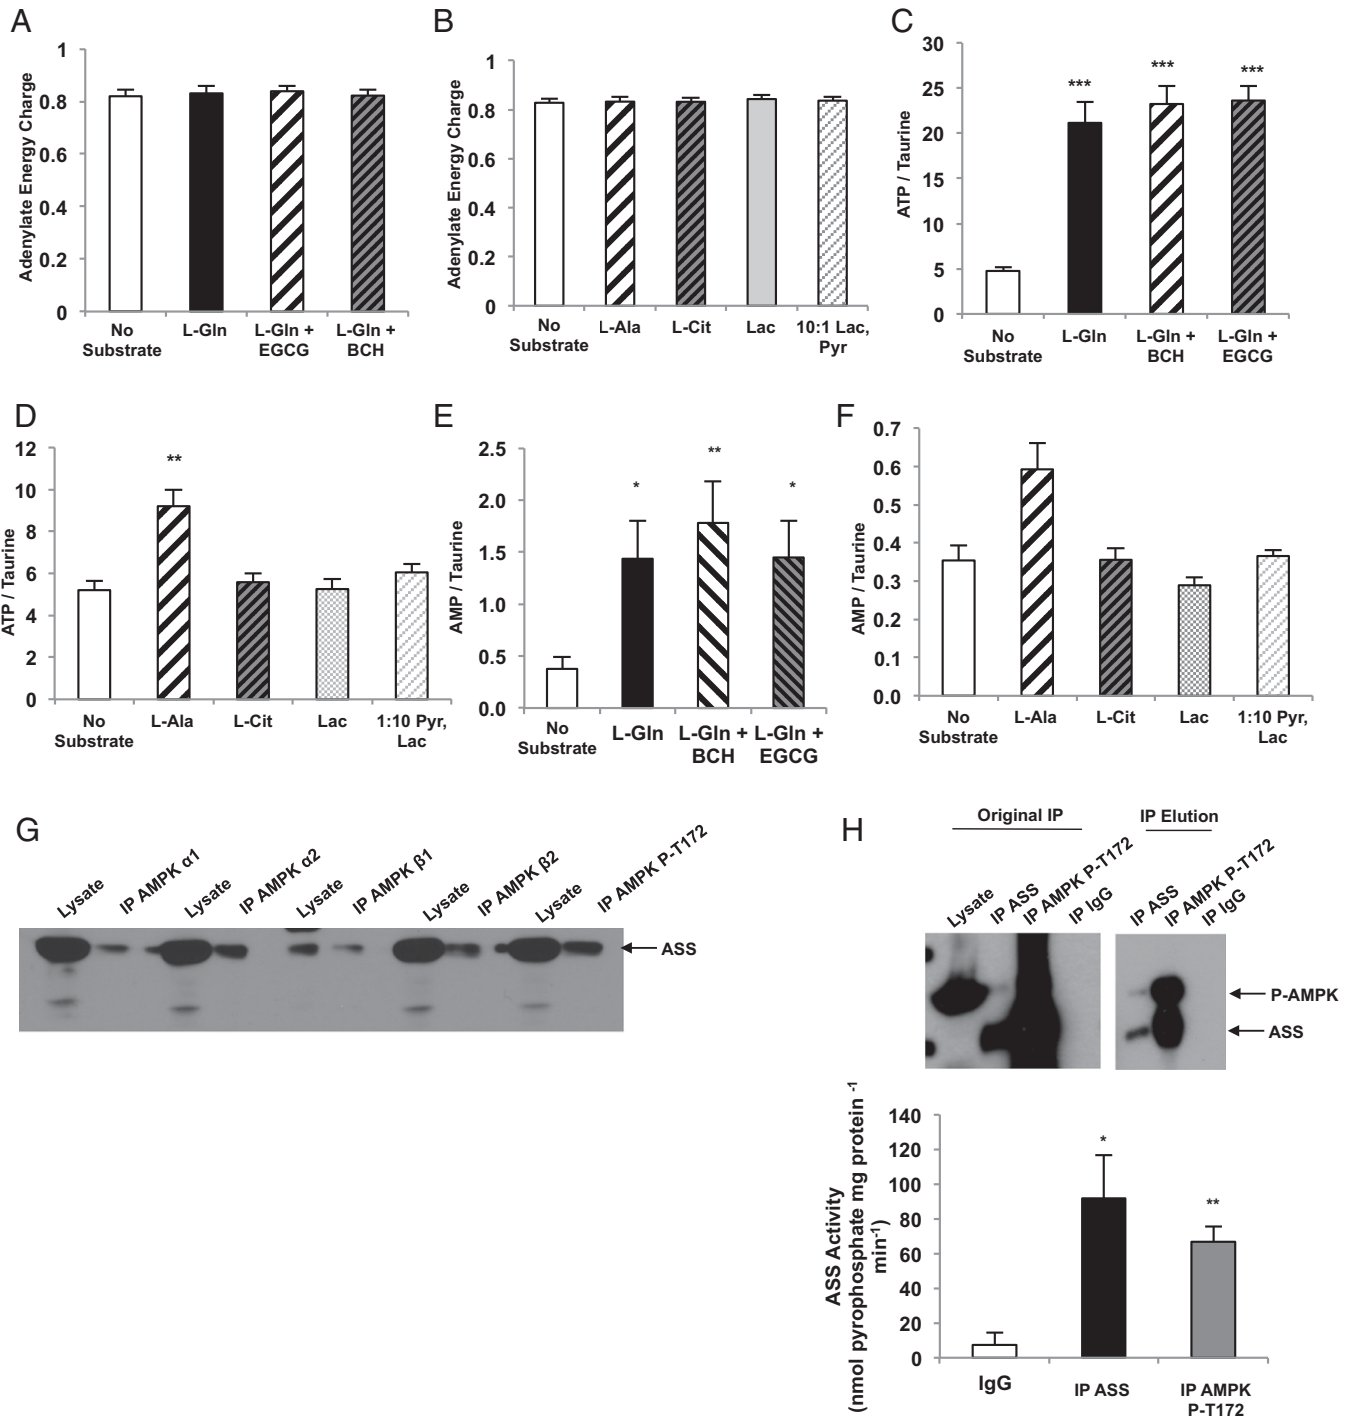 A
Adenylate Energy Charge
1
0.8
0.6
0.4
0.2
0
No Substrate
L-Gln
L-Gln + EGCG
L-Gln + BCH
B
Adenylate Energy Charge
1
0.8
0.6
0.4
0.2
0
No Substrate
L-Ala
L-Cit
Lac
10:1 Lac, Pyr
C
ATP / Taurine
30
25
20
15
10
5
0
***
***
***
No Substrate
L-Gln
L-Gln + BCH
L-Gln + EGCG
D
ATP / Taurine
12
10
8
6
4
2
0
**
No Substrate
L-Ala
L-Cit
Lac
1:10 Pyr, Lac
E
AMP / Taurine
2.5
2.0
1.5
1.0
0.5
0.0
*
**
*
No Substrate
L-Gln
L-Gln + BCH
L-Gln + EGCG
F
AMP / Taurine
0.7
0.6
0.5
0.4
0.3
0.2
0.1
0.0
No Substrate
L-Ala
L-Cit
Lac
1:10 Pyr, Lac
G
Lysate
IP AMPK α1
Lysate
IP AMPK α2
Lysate
IP AMPK β1
Lysate
IP AMPK β2
Lysate
IP AMPK P-T172
ASS
H
Original IP
IP Elution
Lysate
IP ASS
IP AMPK P-T172
IP IgG
IP ASS
IP AMPK P-T172
IP IgG
P-AMPK
ASS
ASS Activity
(nmol pyrophosphate mg protein -1
min-1)
140
120
100
80
60
40
20
0
*
**
IgG
IP ASS
IP AMPK
P-T172